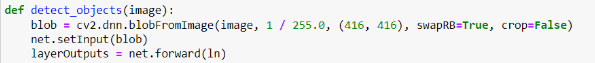 def detect_objects(image):
    blob = cv2.dnn.blobFromImage(image, 1 / 255.0, (416, 416), swapRB=True, crop=False)
    net.setInput(blob)
    layerOutputs = net.forward(ln)